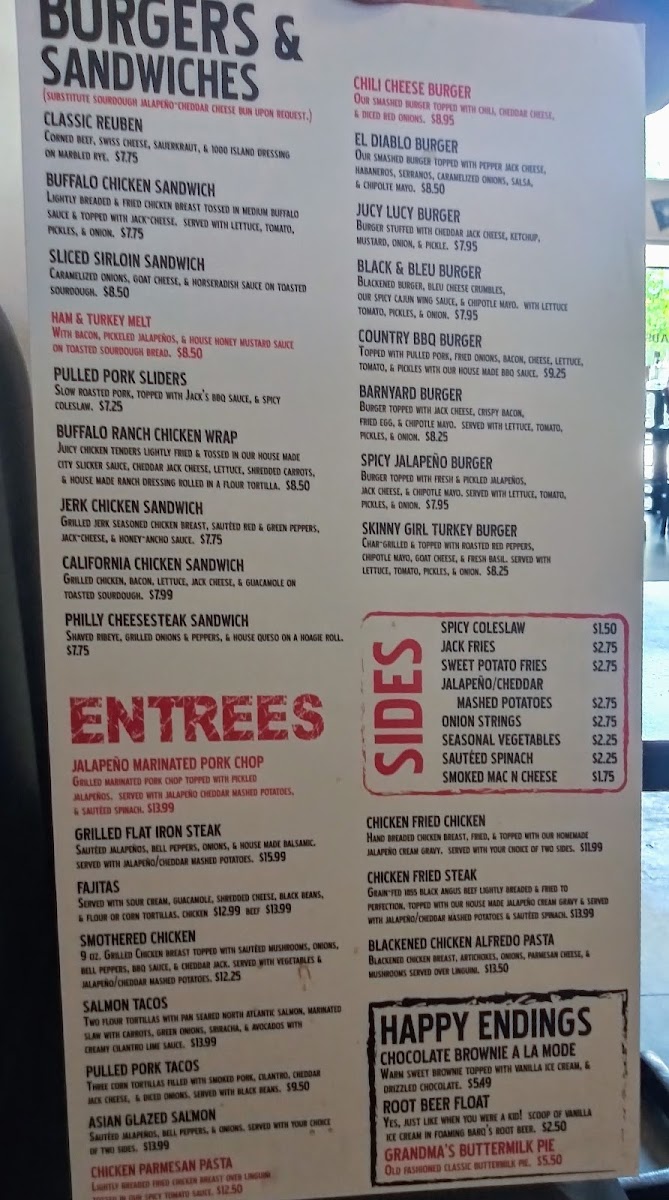 BURGERS &
SANDWICHES
(SUBSTITUTE SOURDOUGH JALAPEÑO-CHEDDAR CHEESE BUN UPON REQUEST.)
CLASSIC REUBEN
CORNED BEEF, SWISS CHEESE, SAUERKRAUT, & 1000 ISLAND DRESSING
ON MARBLED RYE. $7.75
BUFFALO CHICKEN SANDWICH
LIGHTLY BREADED & FRIED CHICKEN BREAST TOSSED IN MEDIUM BUFFALO
SAUCE & TOPPED WITH JACK-CHEESE. SERVED WITH LETTUCE, TOMATO,
PICKLES, & ONION. $7.75
SLICED SIRLOIN SANDWICH
CARAMELIZED ONIONS, GOAT CHEESE, & HORSERADISH SAUCE ON TOASTED
SOURDOUGH. $8.50
HAM & TURKEY MELT
WITH BACON, PICKELED JALAPEÑOS, & HOUSE HONEY MUSTARD SAUCE
ON TOASTED SOURDOUGH BREAD. $8.50
PULLED PORK SLIDERS
SLOW ROASTED PORK, TOPPED WITH JACK'S BBQ SAUCE, & SPICY
COLESLAW. $7.25
BUFFALO RANCH CHICKEN WRAP
JUICY CHICKEN TENDERS LIGHTLY FRIED & TOSSED IN OUR HOUSE MADE
CITY SLICKER SAUCE, CHEDDAR JACK CHEESE, LETTUCE, SHREDDED CARROTS,
& HOUSE MADE RANCH DRESSING ROLLED IN A FLOUR TORTILLA. $8.50
JERK CHICKEN SANDWICH
GRILLED JERK SEASONED CHICKEN BREAST, SAUTÉED RED & GREEN PEPPERS,
JACK-CHEESE, & HONEY-ANCHO SAUCE. $7.75
CALIFORNIA CHICKEN SANDWICH
GRILLED CHICKEN, BACON, LETTUCE, JACK CHEESE, & GUACAMOLE ON
TOASTED SOURDOUGH. $7.99
PHILLY CHEESESTEAK SANDWICH
SHAVED RIBEYE, GRILLED ONIONS & PEPPERS, & HOUSE QUESO ON A HOAGIE ROLL.
$7.75
CHILI CHEESE BURGER
OUR SMASHED BURGER TOPPED WITH CHILI, CHEDDAR CHEESE,
& DICED RED ONIONS. $8.95
EL DIABLO BURGER
OUR SMASHED BURGER TOPPED WITH PEPPER JACK CHEESE,
HABANEROS, SERRANOS, CARAMELIZED ONIONS, SALSA,
& CHIPOLTE MAYO. $8.50
JUCY LUCY BURGER
BURGER STUFFED WITH CHEDDAR JACK CHEESE, KETCHUP,
MUSTARD, ONION, & PICKLE. $7.95
BLACK & BLEU BURGER
BLACKENED BURGER, BLEU CHEESE CRUMBLES,
OUR SPICY CAJUN WING SAUCE, & CHIPOTLE MAYO. WITH LETTUCE
TOMATO, PICKLES, & ONION. $7.95
COUNTRY BBQ BURGER
TOPPED WITH PULLED PORK, FRIED ONIONS, BACON, CHEESE, LETTUCE,
TOMATO, & PICKLES WITH OUR HOUSE MADE BBQ SAUCE. $9.25
BARNYARD BURGER
BURGER TOPPED WITH JACK CHEESE, CRISPY BACON,
FRIED EGG, & CHIPOTLE MAYO. SERVED WITH LETTUCE, TOMATO,
PICKLES, & ONION. $8.25
SPICY JALAPEÑO BURGER
BURGER TOPPED WITH FRESH & PICKLED JALAPEÑOS,
JACK CHEESE, & CHIPOTLE MAYO. SERVED WITH LETTUCE, TOMATO,
PICKLES, & ONION. $7.95
SKINNY GIRL TURKEY BURGER
CHAR-GRILLED & TOPPED WITH ROASTED RED PEPPERS,
CHIPOTLE MAYO, GOAT CHEESE, & FRESH BASIL. SERVED WITH
LETTUCE, TOMATO, PICKLES, & ONION. $8.25
SIDES
SPICY COLESLAW $1.50
JACK FRIES $2.75
SWEET POTATO FRIES $2.75
JALAPEÑO/CHEDDAR
MASHED POTATOES $2.75
ONION STRINGS $2.75
SEASONAL VEGETABLES $2.25
SAUTÉED SPINACH $2.25
SMOKED MAC N CHEESE $1.75
ENTREES
JALAPEÑO MARINATED PORK CHOP
GRILLED MARINATED PORK CHOP TOPPED WITH PICKLED
JALAPEÑOS. SERVED WITH JALAPEÑO CHEDDAR MASHED POTATOES,
& SAUTÉED SPINACH. $13.99
GRILLED FLAT IRON STEAK
SAUTÉED JALAPEÑOS, BELL PEPPERS, ONIONS, & HOUSE MADE BALSAMIC.
SERVED WITH JALAPEÑO/CHEDDAR MASHED POTATOES. $15.99
FAJITAS
SERVED WITH SOUR CREAM, GUACAMOLE, SHREDDED CHEESE, BLACK BEANS,
& FLOUR OR CORN TORTILLAS. CHICKEN $12.99 BEEF $13.99
SMOTHERED CHICKEN
9 OZ. GRILLED CHICKEN BREAST TOPPED WITH SAUTÉED MUSHROOMS, ONIONS,
BELL PEPPERS, BBQ SAUCE, & CHEDDAR JACK. SERVED WITH VEGETABLES &
JALAPEÑO/CHEDDAR MASHED POTATOES. $12.25
SALMON TACOS
TWO FLOUR TORTILLAS WITH PAN SEARED NORTH ATLANTIC SALMON, MARINATED
SLAW WITH CARROTS, GREEN ONIONS, SRIRACHA, & AVOCADOS WITH
CREAMY CILANTRO LIME SAUCE. $13.99
PULLED PORK TACOS
THREE CORN TORTILLAS FILLED WITH SMOKED PORK, CILANTRO, CHEDDAR
JACK CHEESE, & DICED ONIONS. SERVED WITH BLACK BEANS. $9.50
ASIAN GLAZED SALMON
SAUTÉED JALAPEÑOS, BELL PEPPERS, & ONIONS. SERVED WITH YOUR CHOICE
OF TWO SIDES. $13.99
CHICKEN PARMESAN PASTA
LIGHTLY BREADED FRIED CHICKEN BREAST OVER LINGUINI
TOSSED IN OUR SPICY TOMATO SAUCE. $12.50
CHICKEN FRIED CHICKEN
HAND BREADED CHICKEN BREAST, FRIED, & TOPPED WITH OUR HOMEMADE
JALAPEÑO CREAM GRAVY. SERVED WITH YOUR CHOICE OF TWO SIDES. $11.99
CHICKEN FRIED STEAK
GRAIN-FED 1855 BLACK ANGUS BEEF LIGHTLY BREADED & FRIED TO
PERFECTION. TOPPED WITH OUR HOUSE MADE JALAPEÑO CREAM GRAVY & SERVED
WITH JALAPEÑO/CHEDDAR MASHED POTATOES & SAUTÉED SPINACH. $13.99
BLACKENED CHICKEN ALFREDO PASTA
BLACKENED CHICKEN BREAST, ARTICHOKES, ONIONS, PARMESAN CHEESE, &
MUSHROOMS SERVED OVER LINGUINI. $13.50
HAPPY ENDINGS
CHOCOLATE BROWNIE A LA MODE
WARM SWEET BROWNIE TOPPED WITH VANILLA ICE CREAM, &
DRIZZLED CHOCOLATE. $5.49
ROOT BEER FLOAT
YES, JUST LIKE WHEN YOU WERE A KID! SCOOP OF VANILLA
ICE CREAM IN FOAMING BARQ'S ROOT BEER. $2.50
GRANDMA'S BUTTERMILK PIE
OLD FASHIONED CLASSIC BUTTERMILK PIE. $5.50